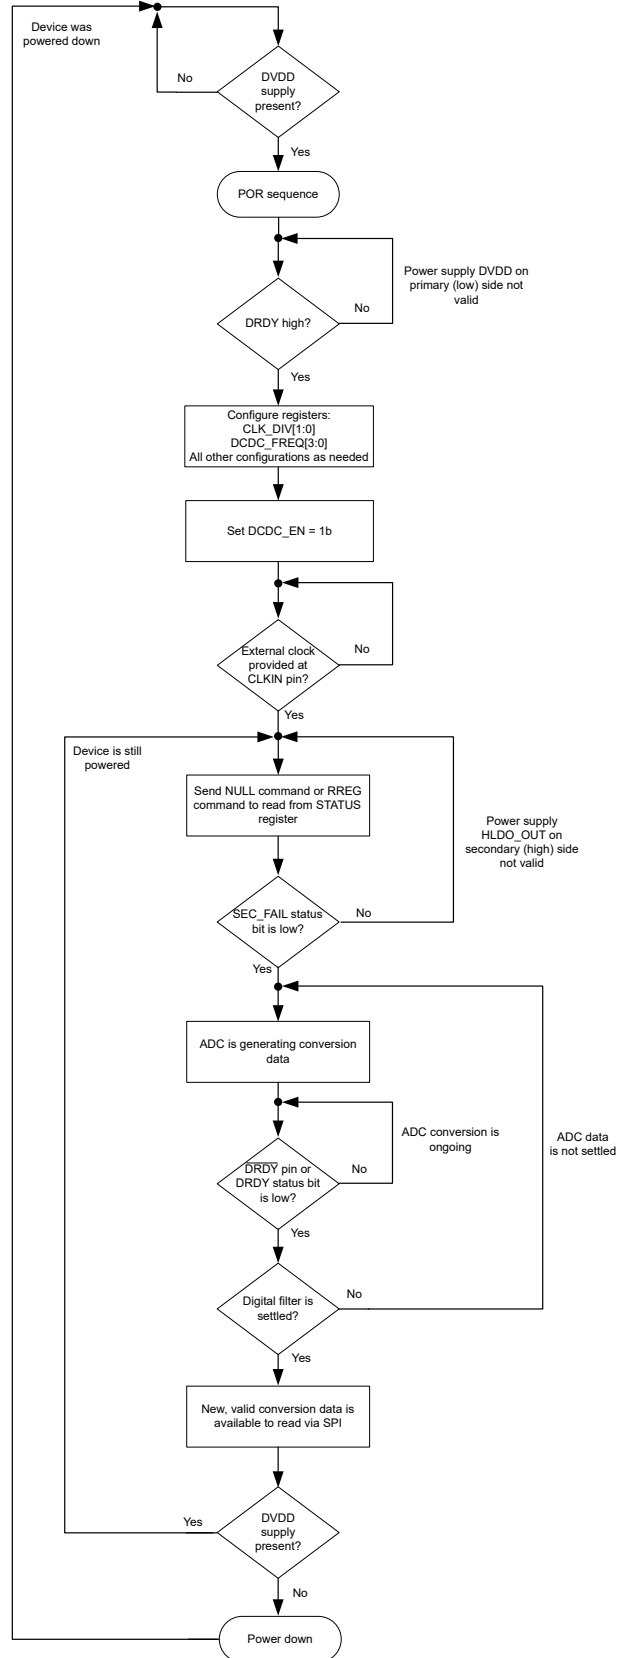 Device was
powered down
No
DVDD
supply
present?
Yes
POR sequence
Power supply DVDD on
primary (low) side not
valid
No
DRDY high?
Yes
Configure registers:
CLK_DIV[1:0]
DCDC_FREQ[3:0]
All other configurations as needed
Set DCDC_EN = 1b
No
External clock
provided at
CLKIN pin?
Yes
Device is still
powered
Send NULL command or RREG
command to read from STATUS
register
Power supply
HLDO_OUT on
secondary (high) side
not valid
No
SEC_FAIL status
bit is low?
Yes
ADC is generating conversion
data
ADC conversion is
ongoing
ADC data
is not settled
No
DRDY pin or
DRDY status bit
is low?
Yes
No
Digital filter is
settled?
Yes
New, valid conversion data is
available to read via SPI
Yes
DVDD
supply
present?
No
Power down